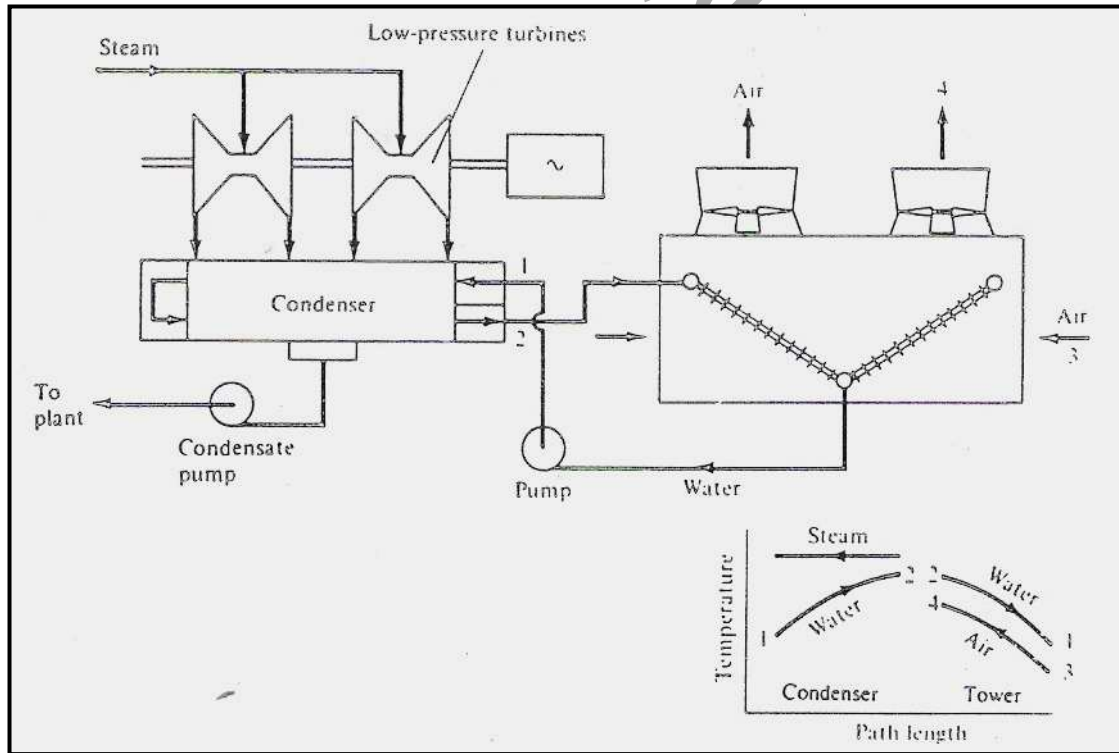 Low-pressure turbines
Steam
Air
4
~
1
Condenser
2
Air
3
To
plant
Condensate
pump
Pump
Water
Steam
2
2
Water
4
Water
1
Air
1
3
Condenser
Tower
Temperature
Path length